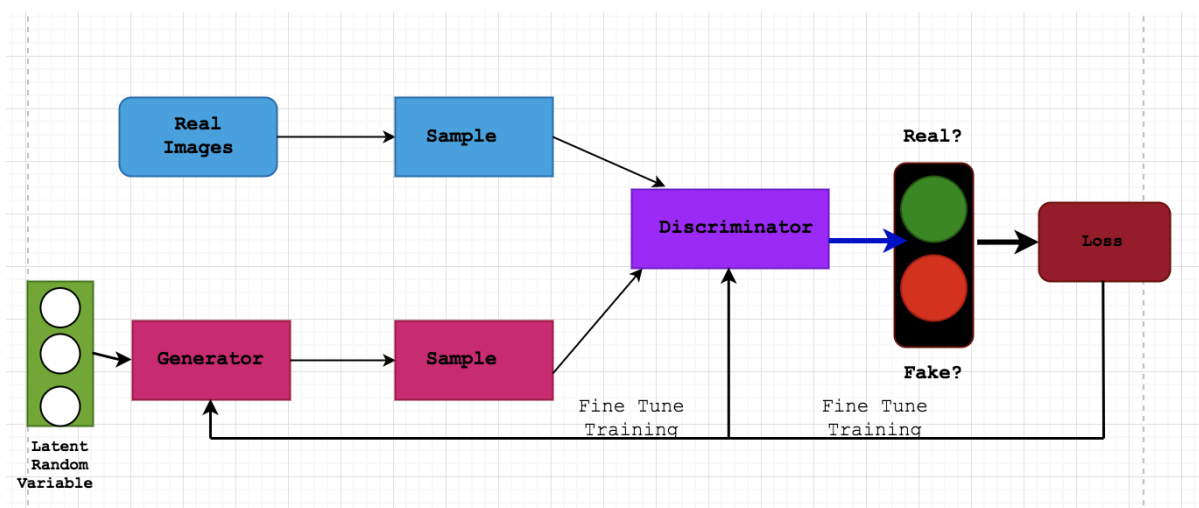 Real
Images
Sample
Real?
Discriminator
Loss
Generator
Sample
Fake?
Fine Tune
Training
Fine Tune
Training
Latent
Random
Variable